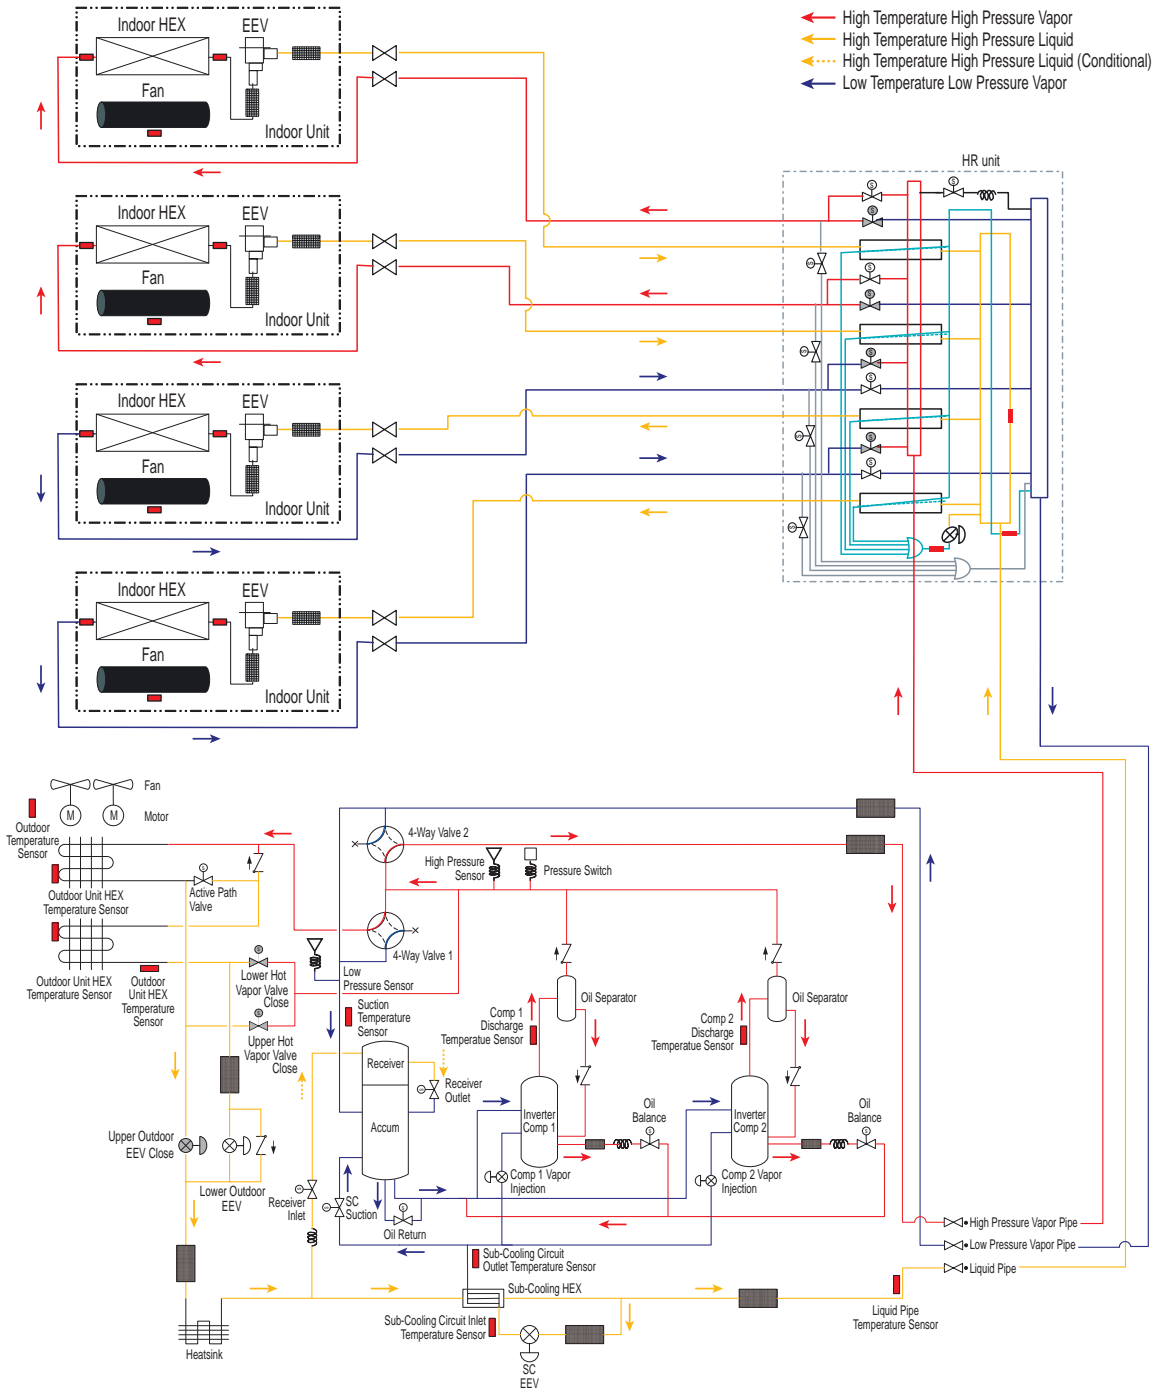 High Temperature High Pressure Vapor
High Temperature High Pressure Liquid
High Temperature High Pressure Liquid (Conditional)
Low Temperature Low Pressure Vapor
Indoor HEX
EEV
Fan
Indoor Unit
Indoor HEX
EEV
Fan
Indoor Unit
Indoor HEX
EEV
Fan
Indoor Unit
Indoor HEX
EEV
Fan
Indoor Unit
HR unit
S
S
S
S
S
S
S
S
S
S
S
S
S
Fan
M
M
Motor
Outdoor
Temperature
Sensor
Outdoor Unit HEX
Temperature Sensor
S
Active Path
Valve
Outdoor Unit HEX
Temperature Sensor
Outdoor
Unit HEX
Temperature
Sensor
S
Lower Hot
Vapor Valve
Close
S
Upper Hot
Vapor Valve
Close
4-Way Valve 2
High Pressure
Sensor
Pressure Switch
4-Way Valve 1
Low
Pressure Sensor
Suction
Temperature
Sensor
Oil Separator
Comp 1
Discharge
Temperatue Sensor
Oil Separator
Comp 2
Discharge
Temperatue Sensor
Receiver
S
Receiver
Outlet
Accum
Inverter
Comp 1
Oil
Balance
S
Inverter
Comp 2
Oil
Balance
S
Upper Outdoor
EEV Close
Lower Outdoor
EEV
S
Receiver
Inlet
S
SC
Suction
S
Oil Return
Comp 1 Vapor
Injection
Comp 2 Vapor
Injection
High Pressure Vapor Pipe
Low Pressure Vapor Pipe
Liquid Pipe
Sub-Cooling Circuit
Outlet Temperature Sensor
Sub-Cooling HEX
Sub-Cooling Circuit Inlet
Temperature Sensor
SC
EEV
Liquid Pipe
Temperature Sensor
Heatsink